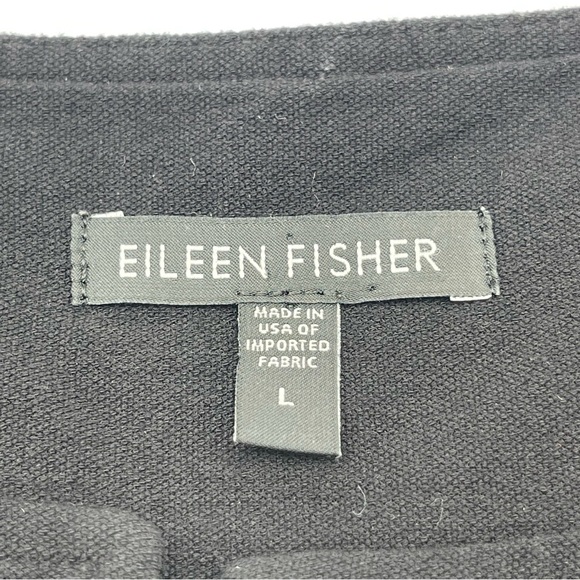 EILEEN FISHER
MADE IN
USA OF
IMPORTED
FABRIC
L